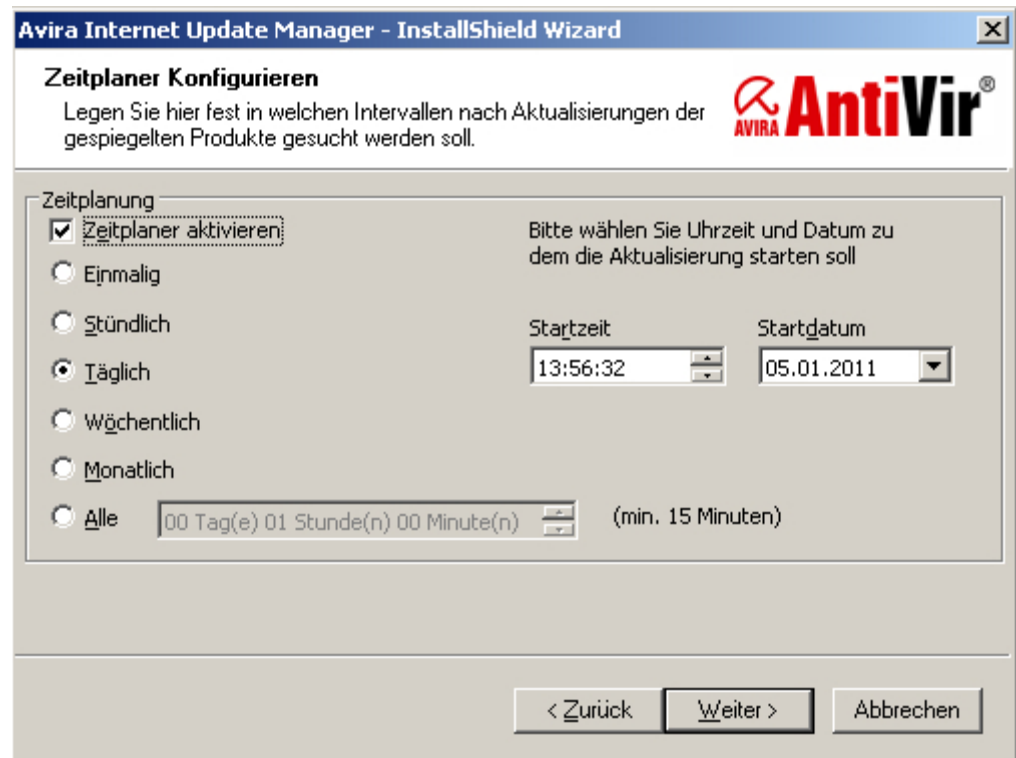 Avira Internet Update Manager - InstallShield Wizard
Zeitplaner Konfigurieren
Legen Sie hier fest in welchen Intervallen nach Aktualisierungen der
gespiegelten Produkte gesucht werden soll.
AVIRA AntiVir®
Zeitplanung
Zeitplaner aktivieren
Bitte wählen Sie Uhrzeit und Datum zu
dem die Aktualisierung starten soll
Einmalig
Stündlich
Startzeit
Startdatum
Täglich
13:56:32
05.01.2011
Wöchentlich
Monatlich
Alle
00 Tag(e) 01 Stunde(n) 00 Minute(n)
(min. 15 Minuten)
< Zurück
Weiter >
Abbrechen